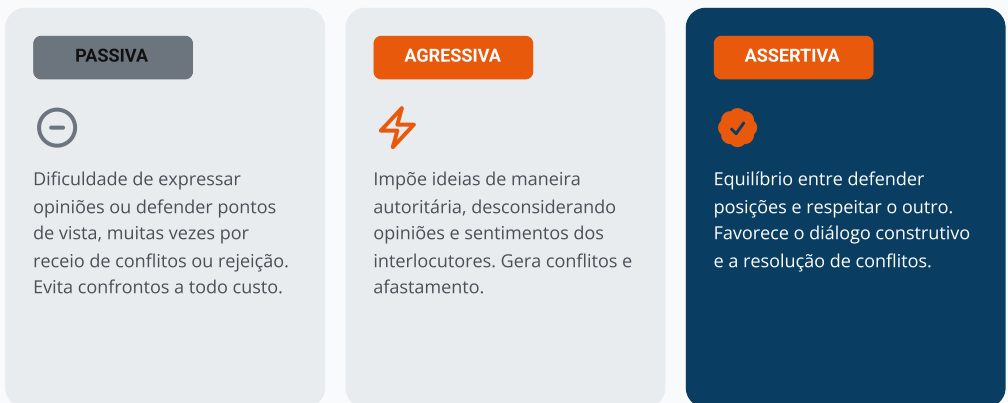 PASSIVA
Dificuldade de expressar
opiniões ou defender pontos
de vista, muitas vezes por
receio de conflitos ou rejeição.
Evita confrontos a todo custo.
AGRESSIVA
Impõe ideias de maneira
autoritária, desconsiderando
opiniões e sentimentos dos
interlocutores. Gera conflitos e
afastamento.
ASSERTIVA
Equilíbrio entre defender
posições e respeitar o outro.
Favorece o diálogo construtivo
e a resolução de conflitos.